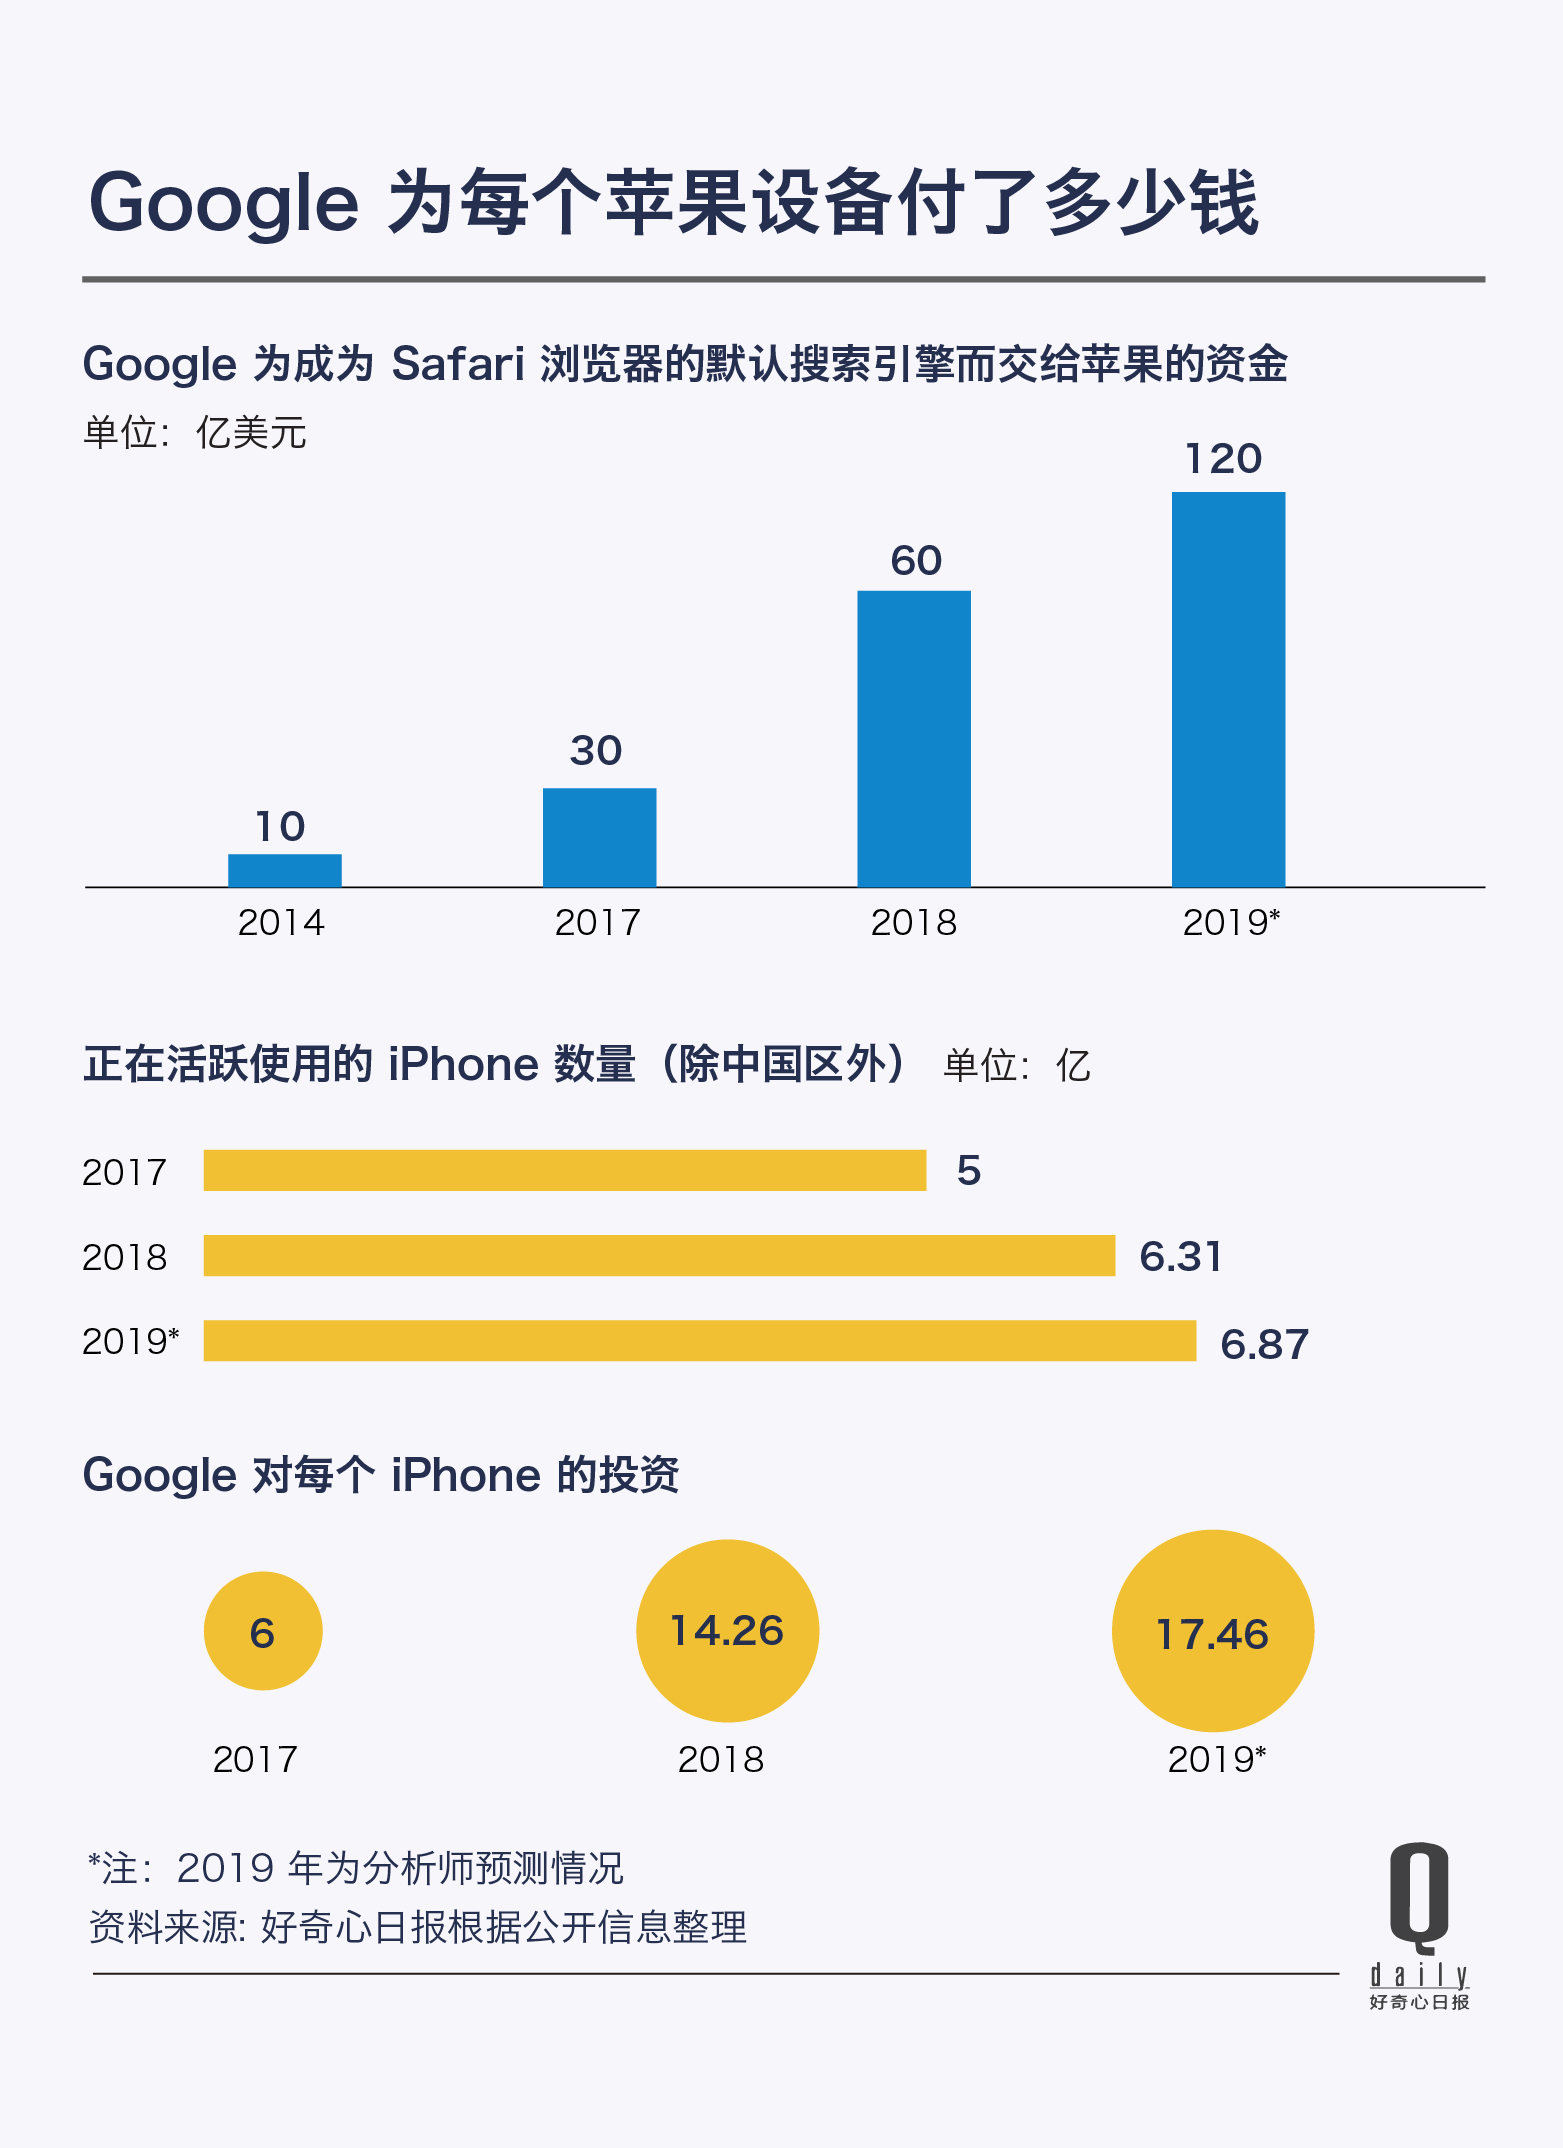 Google 为每个苹果设备付了多少钱
Google 为成为 Safari 浏览器的默认搜索引擎而交给苹果的资金
单位：亿美元
120
60
30
10
2014 2017 2018 2019*
正在活跃使用的 iPhone 数量（除中国区外） 单位：亿
2017 5
2018 6.31
2019* 6.87
Google 对每个 iPhone 的投资
6 14.26 17.46
2017 2018 2019*
*注：2019 年为分析师预测情况
资料来源: 好奇心日报根据公开信息整理
Q
daily
好奇心日报